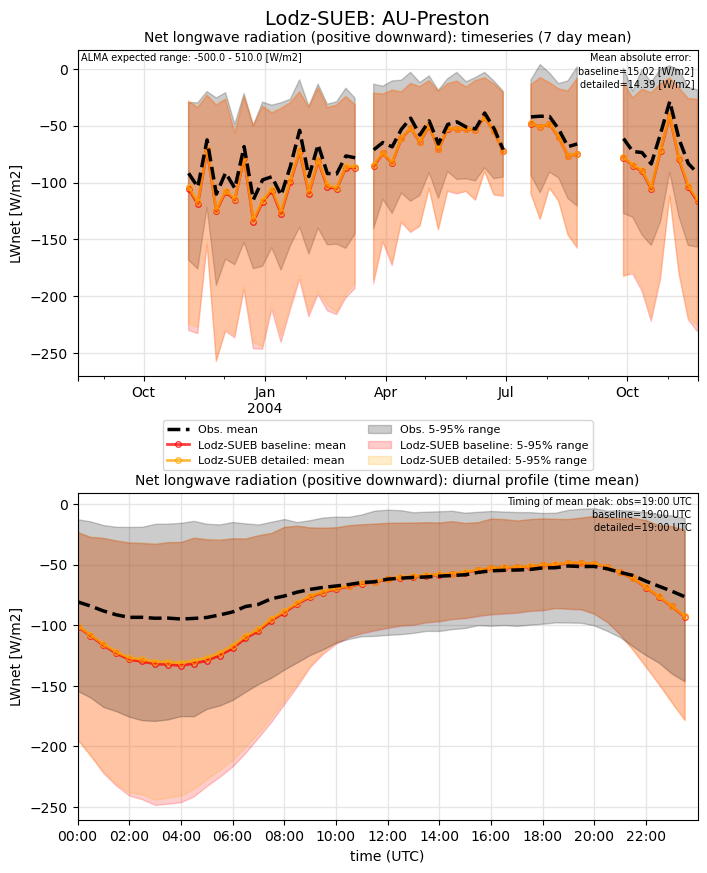 Lodz-SUEB: AU-Preston
Net longwave radiation (positive downward): timeseries (7 day mean)
ALMA expected range: -500.0 - 510.0 [W/m2]
Mean absolute error:
baseline=15.02 [W/m2]
detailed=14.39 [W/m2]
LWnet [W/m2]
0
−50
−100
−150
−200
−250
Oct
Jan
2004
Apr
Jul
Oct
Obs. mean
Lodz-SUEB baseline: mean
Lodz-SUEB detailed: mean
Obs. 5-95% range
Lodz-SUEB baseline: 5-95% range
Lodz-SUEB detailed: 5-95% range
Net longwave radiation (positive downward): diurnal profile (time mean)
Timing of mean peak: obs=19:00 UTC
baseline=19:00 UTC
detailed=19:00 UTC
LWnet [W/m2]
0
−50
−100
−150
−200
−250
00:00 02:00 04:00 06:00 08:00 10:00 12:00 14:00 16:00 18:00 20:00 22:00
time (UTC)